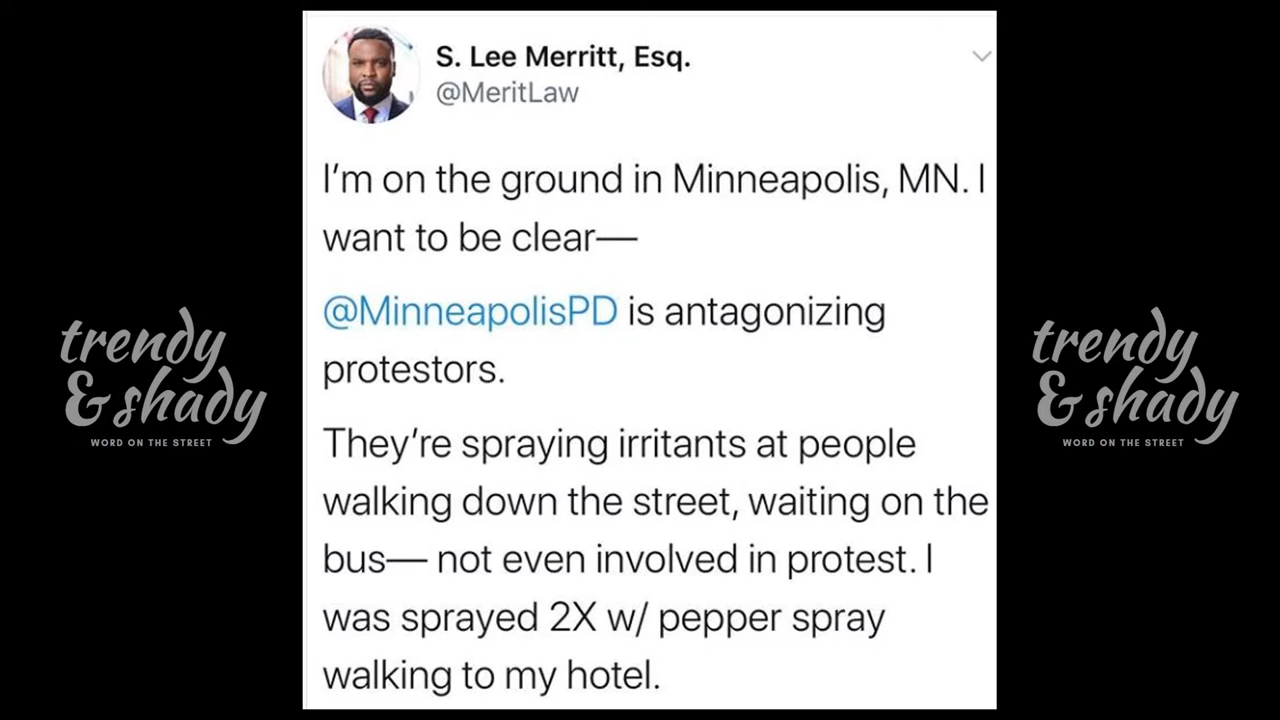 S. Lee Merritt, Esq.
@MeritLaw
I'm on the ground in Minneapolis, MN. I
want to be clear—
@MinneapolisPD is antagonizing
protestors.
They're spraying irritants at people
walking down the street, waiting on the
bus— not even involved in protest. I
was sprayed 2X w/ pepper spray
walking to my hotel.
trendy
& shady
WORD ON THE STREET
trendy
& shady
WORD ON THE STREET